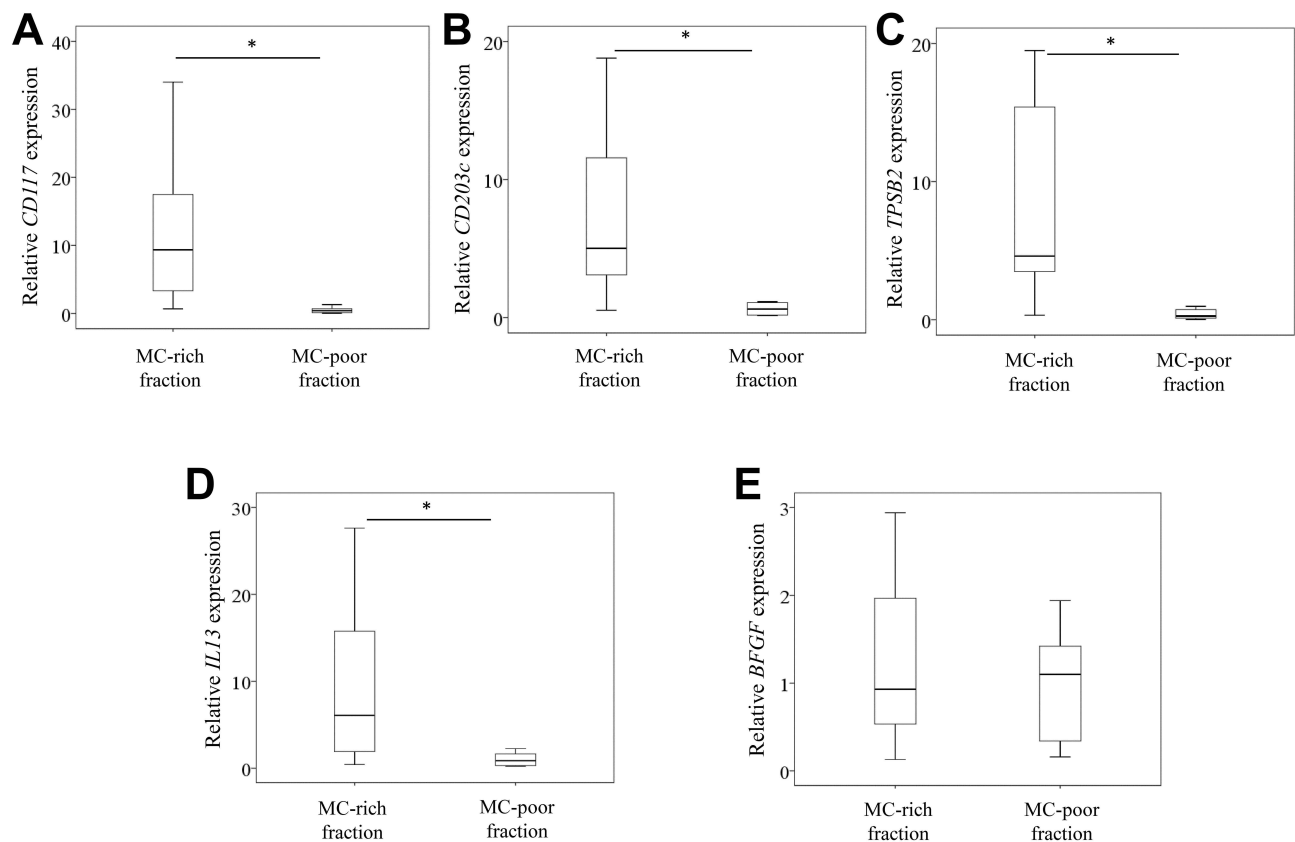 A
Relative CD117 expression
40
30
20
10
0
*
MC-rich
fraction
MC-poor
fraction
B
Relative CD203c expression
20
10
0
*
MC-rich
fraction
MC-poor
fraction
C
Relative TPSB2 expression
20
10
0
*
MC-rich
fraction
MC-poor
fraction
D
Relative IL13 expression
30
20
10
0
*
MC-rich
fraction
MC-poor
fraction
E
Relative BFGF expression
3
2
1
0
MC-rich
fraction
MC-poor
fraction